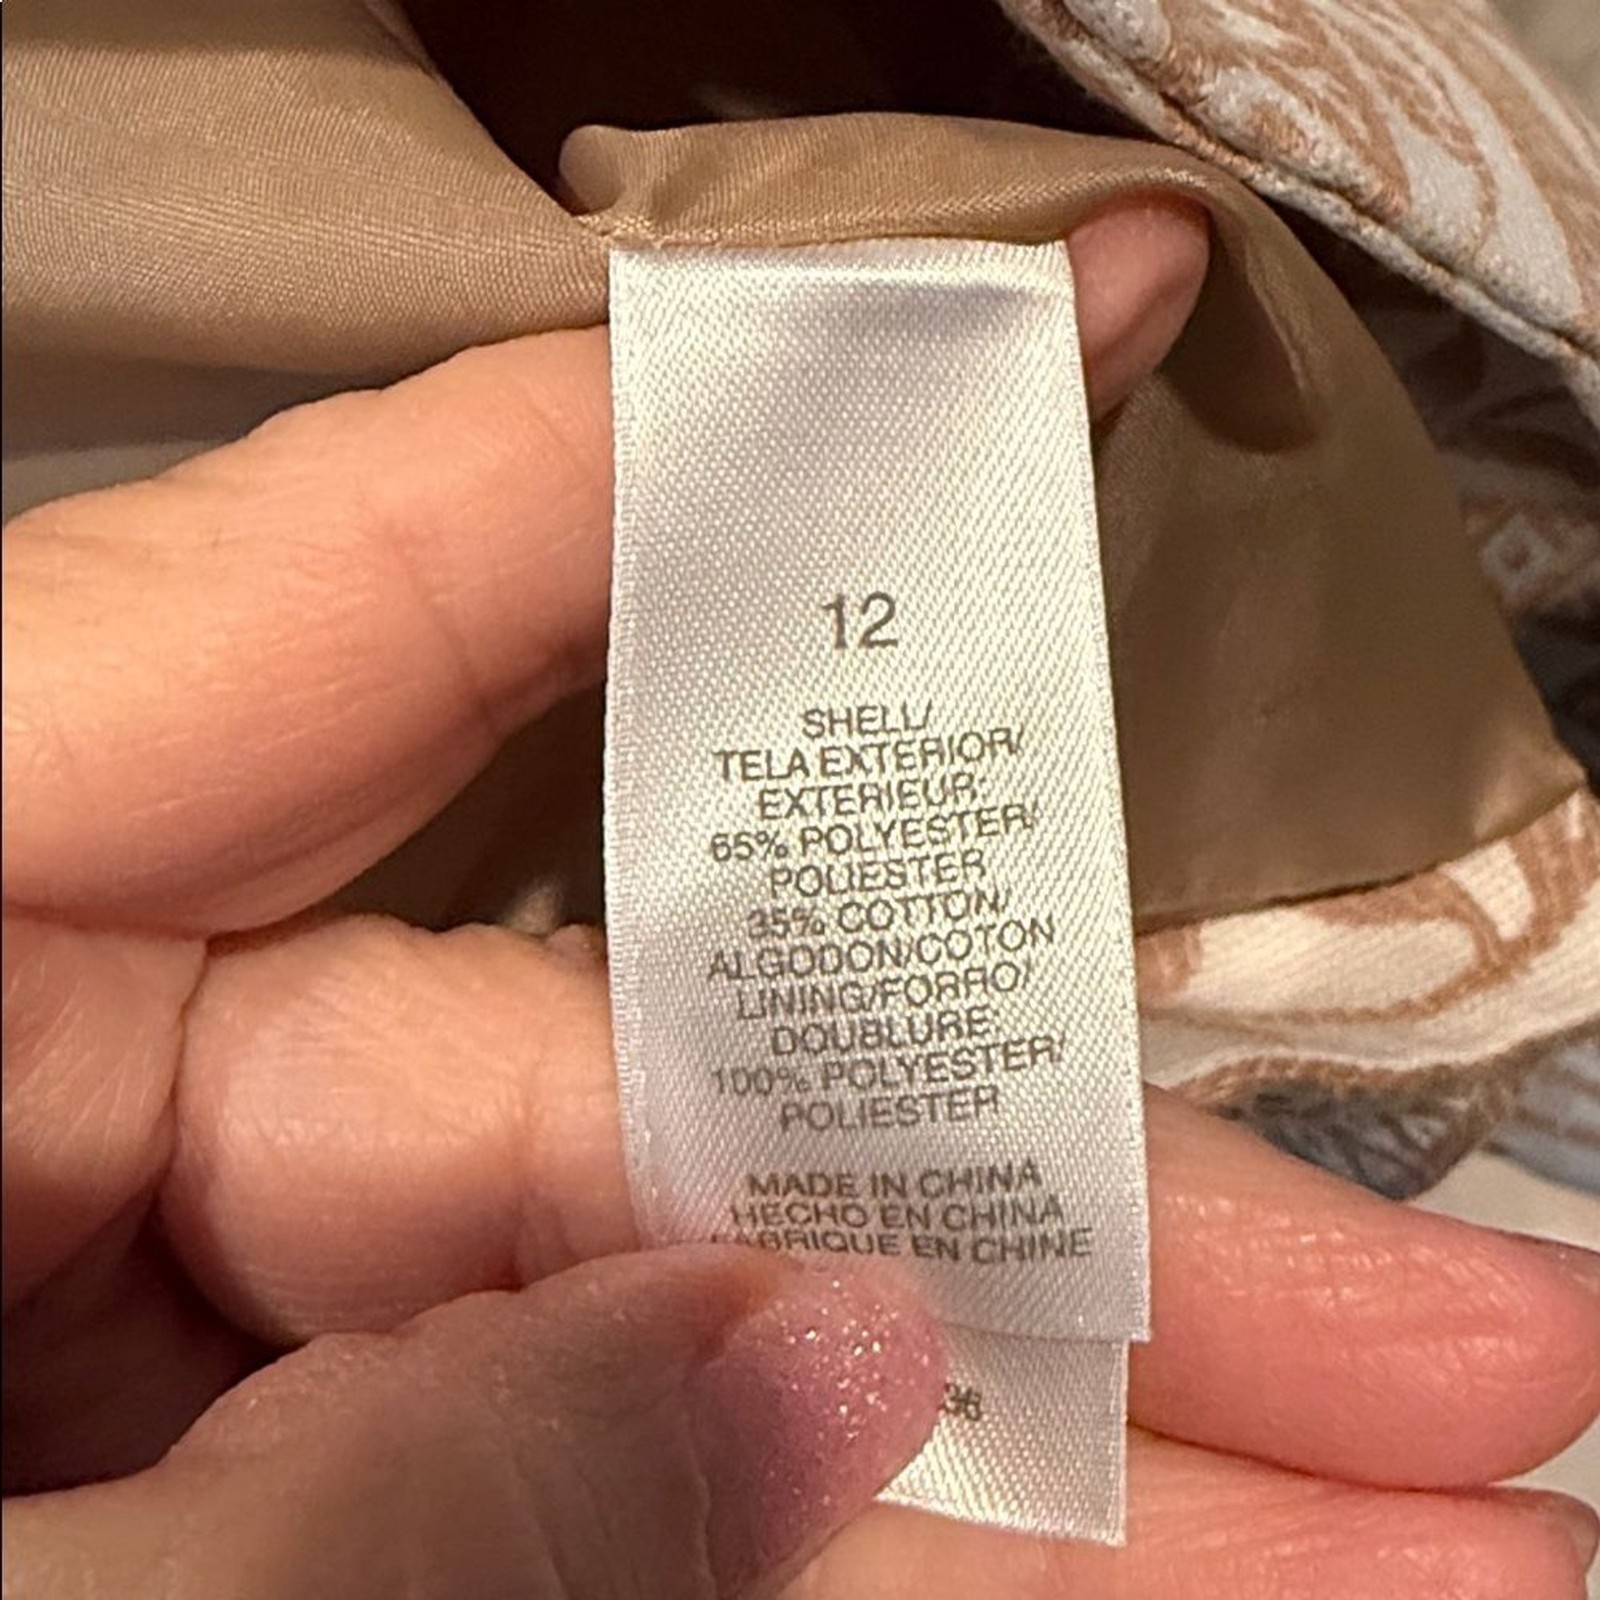 12
SHELL/
TELA EXTERIOR/
EXTERIEUR:
65% POLYESTER/
POLIESTER
35% COTTON/
ALGODON/COTON
LINING/FORRO/
DOUBLURE:
100% POLYESTER/
POLIESTER
MADE IN CHINA
HECHO EN CHINA
FABRIQUE EN CHINE